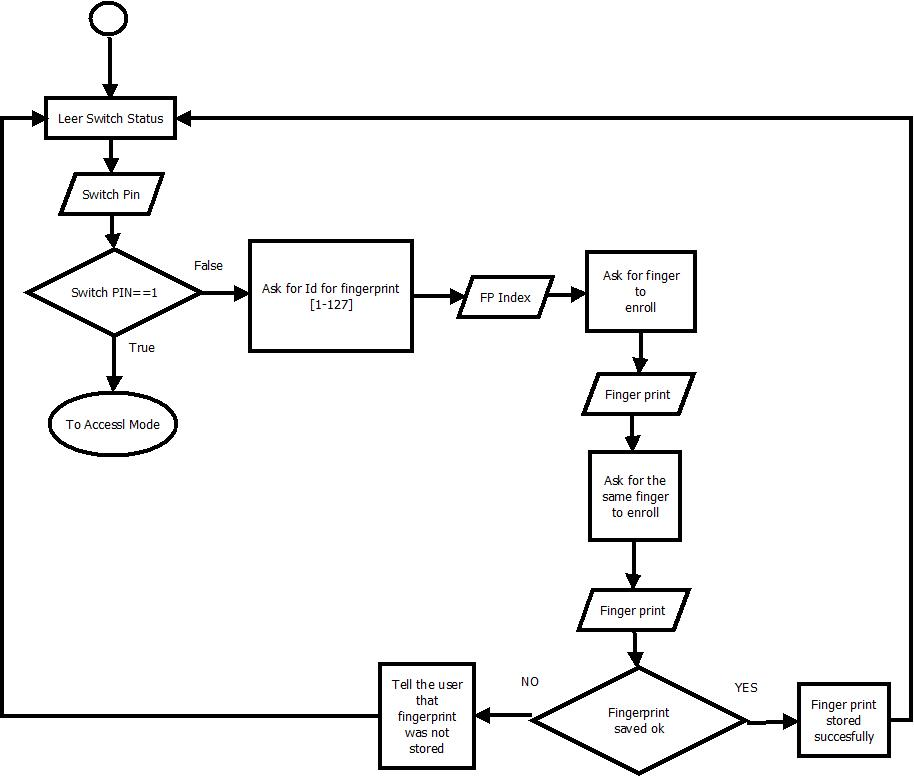 Leer Switch Status
Switch Pin
Switch PIN==1
False
True
To Accessl Mode
Ask for Id for fingerprint
[1-127]
FP Index
Ask for finger
to
enroll
Finger print
Ask for the
same finger
to enroll
Finger print
Fingerprint
saved ok
NO
YES
Tell the user
that
fingerprint
was not
stored
Finger print
stored
succesfully